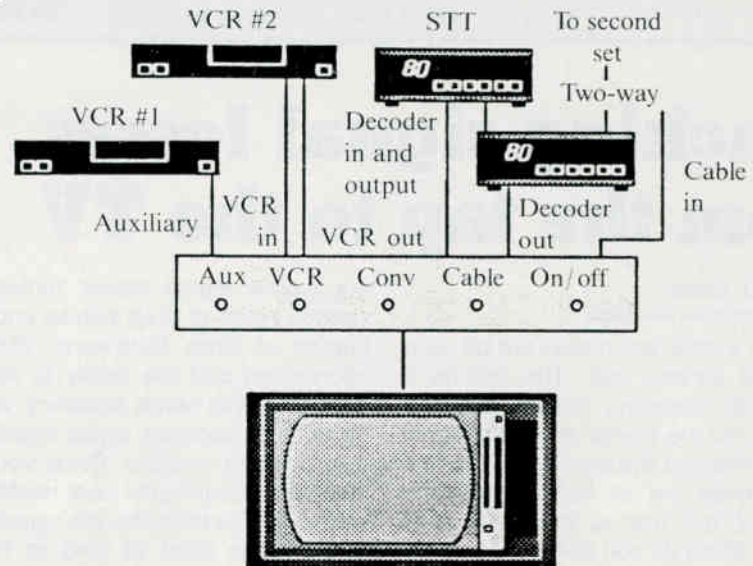 VCR #2
STT
To second
set
Two-way
80
VCR #1
Decoder
in and
output
80
Cable
in
Auxiliary
VCR
in
VCR out
Decoder
out
Aux VCR Conv Cable On/off